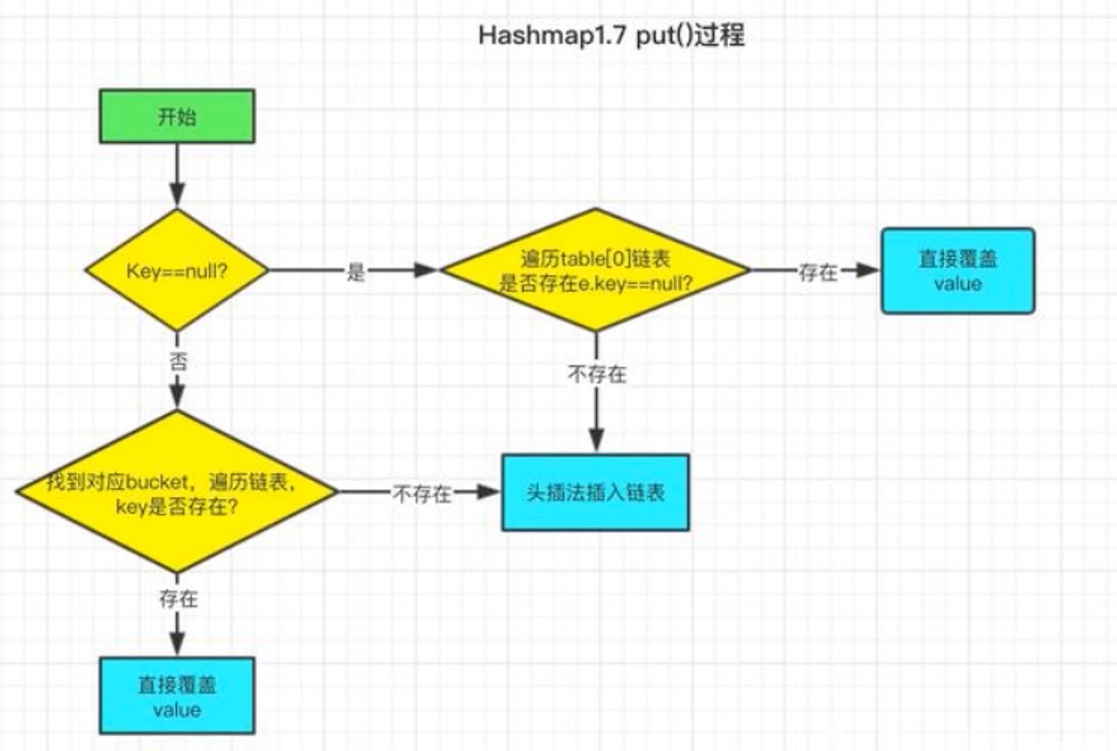 Hashmap1.7 put()过程
开始
Key==null?
是
遍历table[0]链表
是否存在e.key==null?
存在
直接覆盖
value
否
不存在
找到对应bucket，遍历链表，
key是否存在?
不存在
头插法插入链表
存在
直接覆盖
value